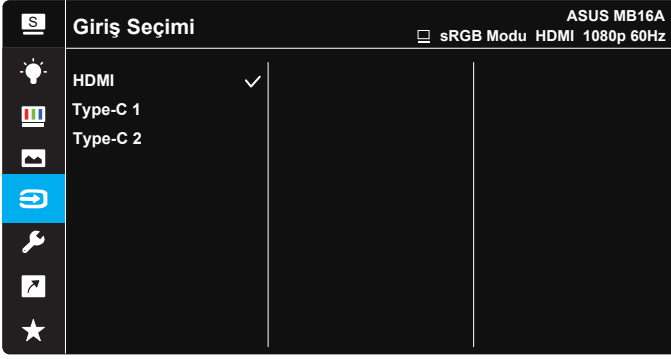 S
Giriş Seçimi
ASUS MB16A
sRGB Modu HDMI 1080p 60Hz
HDMI
Type-C 1
Type-C 2